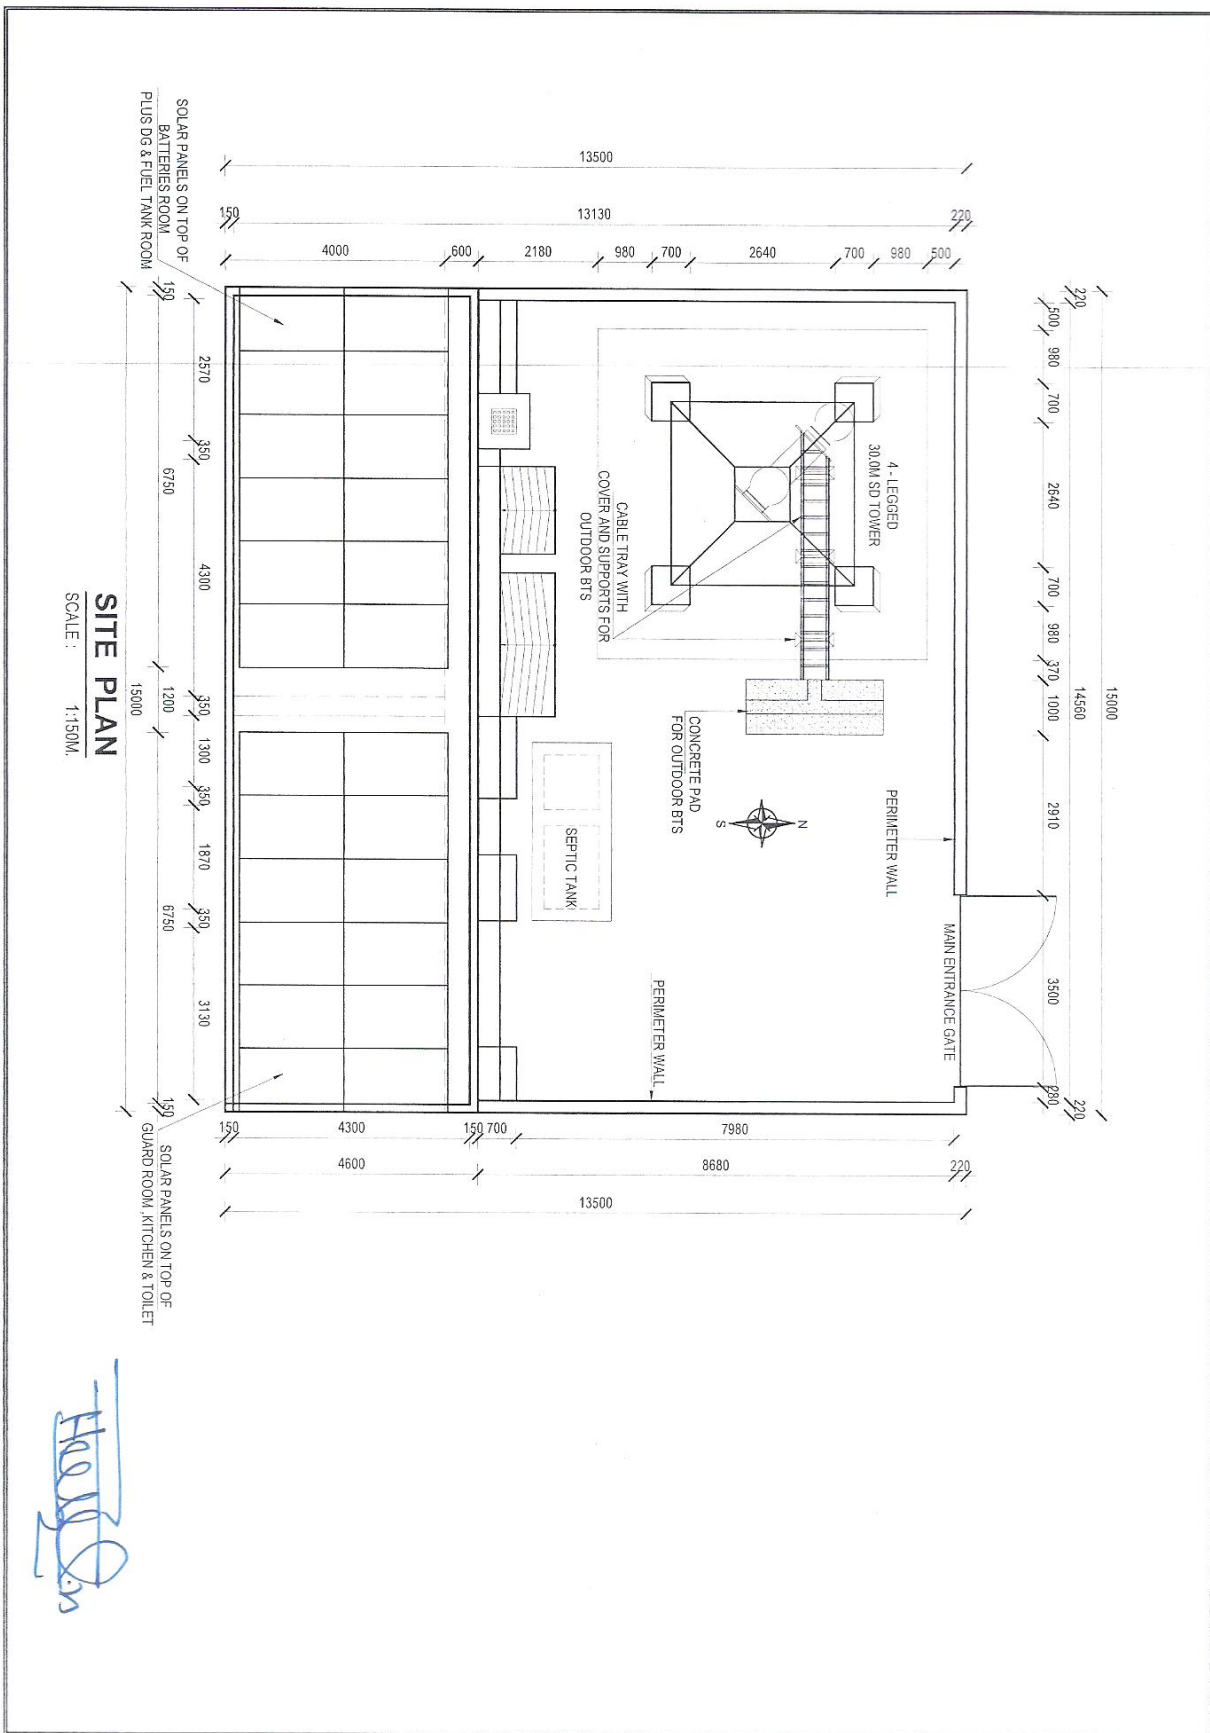 15000
220
14560
220
500
980
700
2640
700
980
370
1000
2910
3500
280
13500
150
13130
220
4000
600
2180
980
700
2640
700
980
500
MAIN ENTRANCE GATE
PERIMETER WALL
4 - LEGGED
30.0M SD TOWER
N
S
CONCRETE PAD
FOR OUTDOOR BTS
PERIMETER WALL
CABLE TRAY WITH
COVER AND SUPPORTS FOR
OUTDOOR BTS
SEPTIC TANK
7980
700
150
4300
150
220
8680
4600
13500
2570
350
4300
350
1300
350
1870
350
3130
150
6750
1200
6750
150
15000
SOLAR PANELS ON TOP OF
BATTERIES ROOM
PLUS DG & FUEL TANK ROOM
SOLAR PANELS ON TOP OF
GUARD ROOM ,KITCHEN & TOILET
SITE PLAN
SCALE : 1:150M.